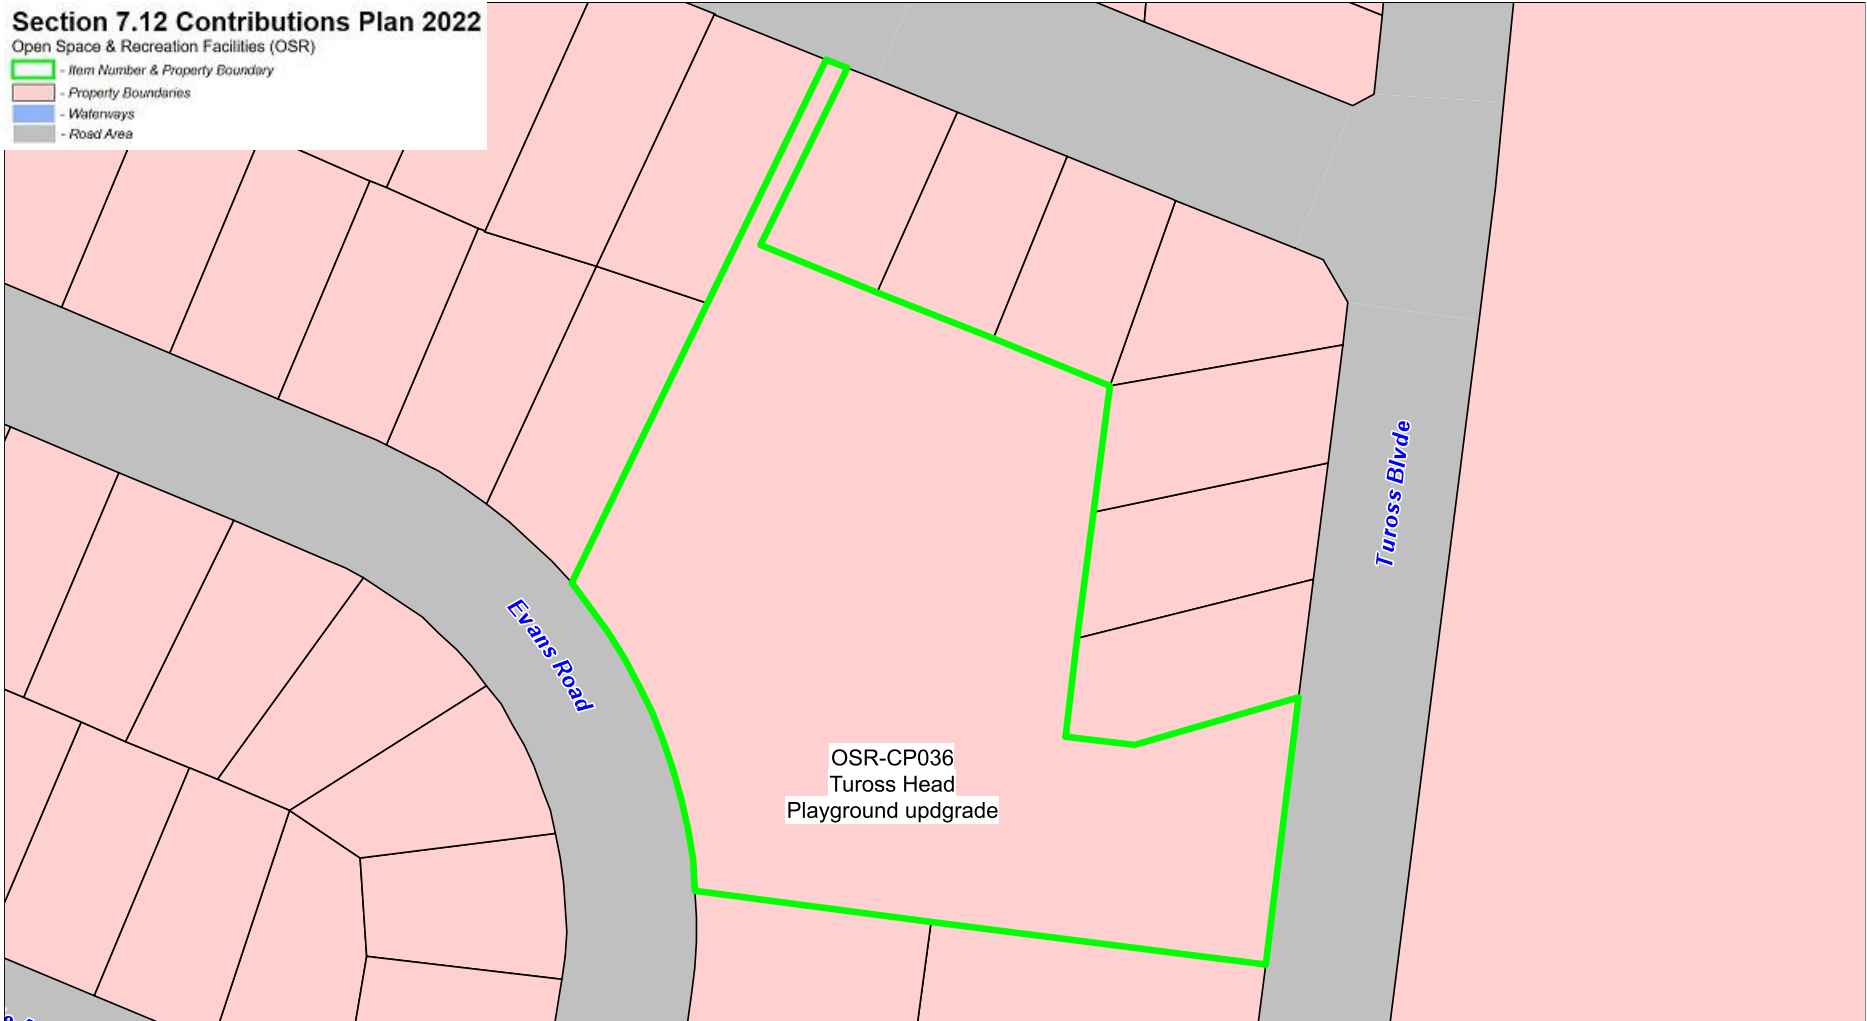 Section 7.12 Contributions Plan 2022
Open Space & Recreation Facilities (OSR)
- Item Number & Property Boundary
- Property Boundaries
- Waterways
- Road Area
Tuross Blvde
Evans Road
OSR-CP036
Tuross Head
Playground updgrade